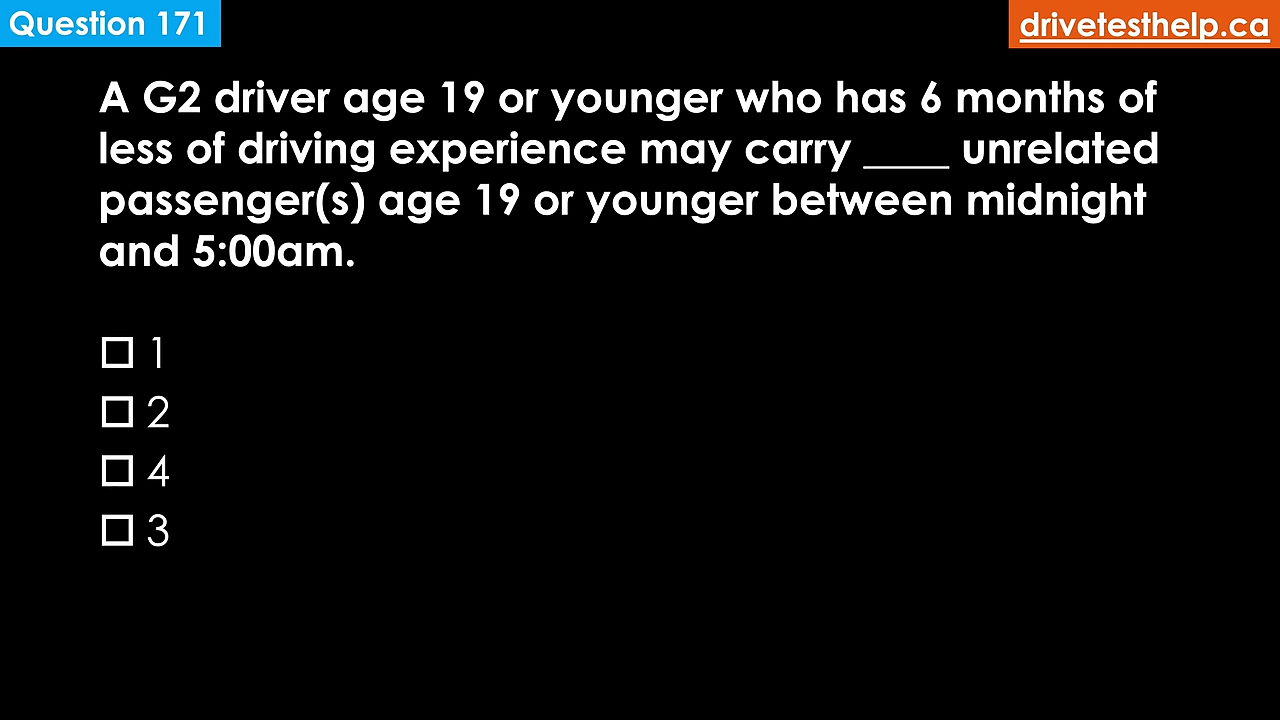 Question 171
drivetesthelp.ca
A G2 driver age 19 or younger who has 6 months of
less of driving experience may carry ____ unrelated
passenger(s) age 19 or younger between midnight
and 5:00am.
1
2
4
3